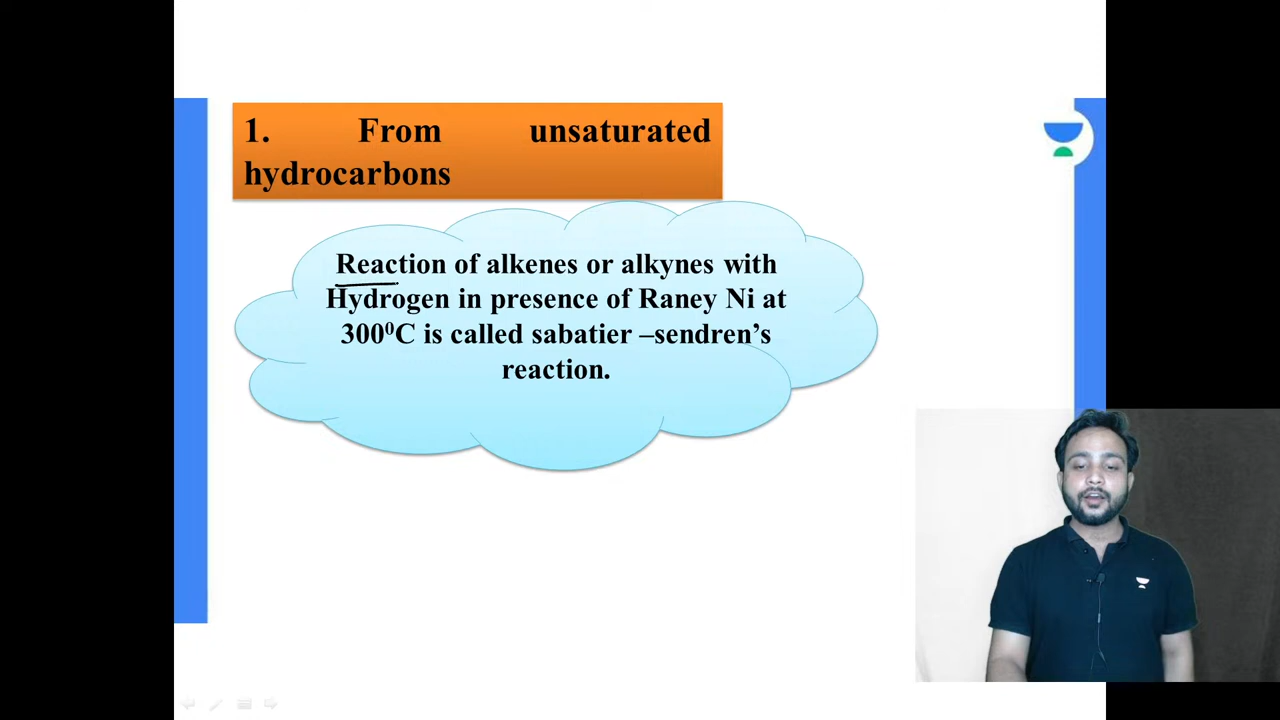 1. From unsaturated
hydrocarbons
Reaction of alkenes or alkynes with
Hydrogen in presence of Raney Ni at
300⁰C is called sabatier –sendren’s
reaction.